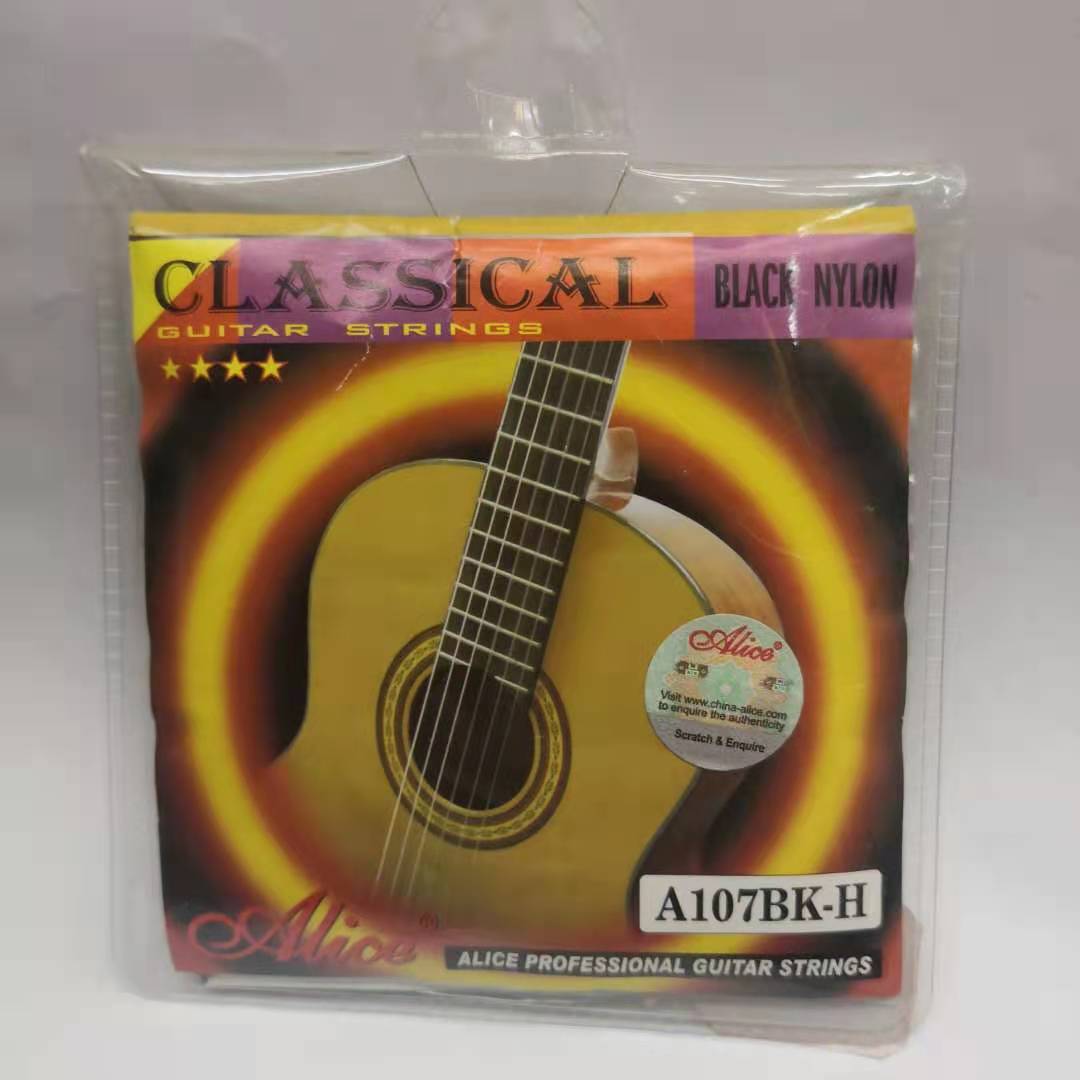 CLASSICAL
BLACK NYLON
GUITAR STRINGS
Alice®
Visit www.china-alice.com
to enquire the authenticity
Scratch & Enquire
A107BK-H
Alice®
ALICE PROFESSIONAL GUITAR STRINGS